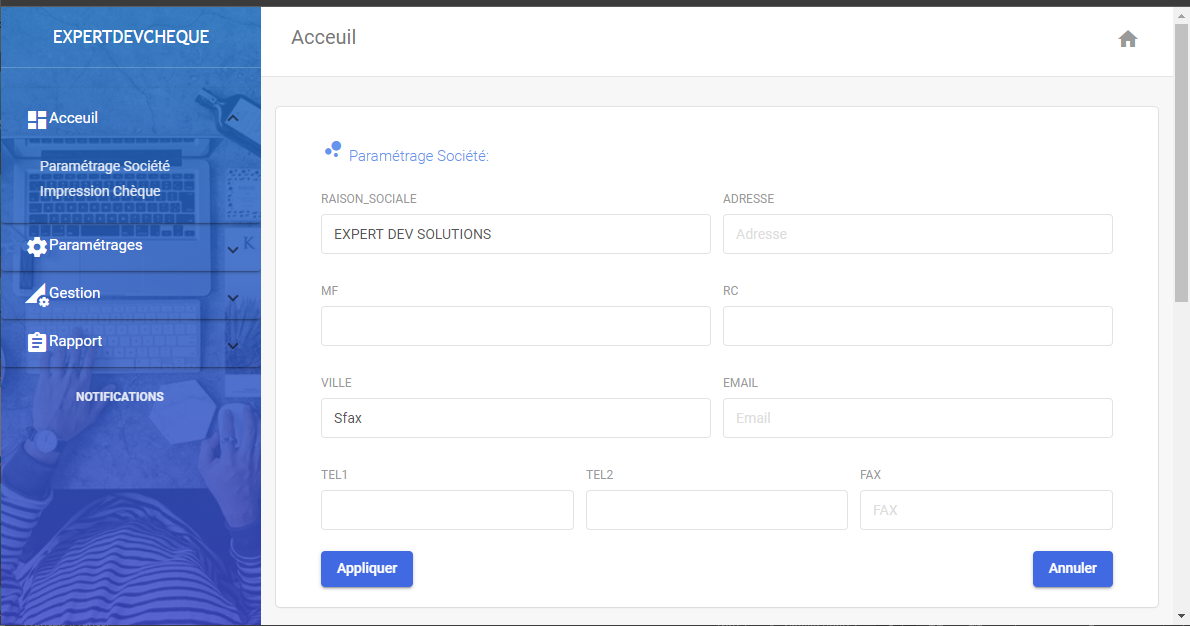 EXPERTDEVCHEQUE
Acceuil
Paramétrage Société
Impression Chèque
Paramétrages
Gestion
Rapport
NOTIFICATIONS
Acceuil
Paramétrage Société:
RAISON_SOCIALE
ADRESSE
EXPERT DEV SOLUTIONS
Adresse
MF
RC
VILLE
EMAIL
Sfax
Email
TEL1
TEL2
FAX
FAX
Appliquer
Annuler
K